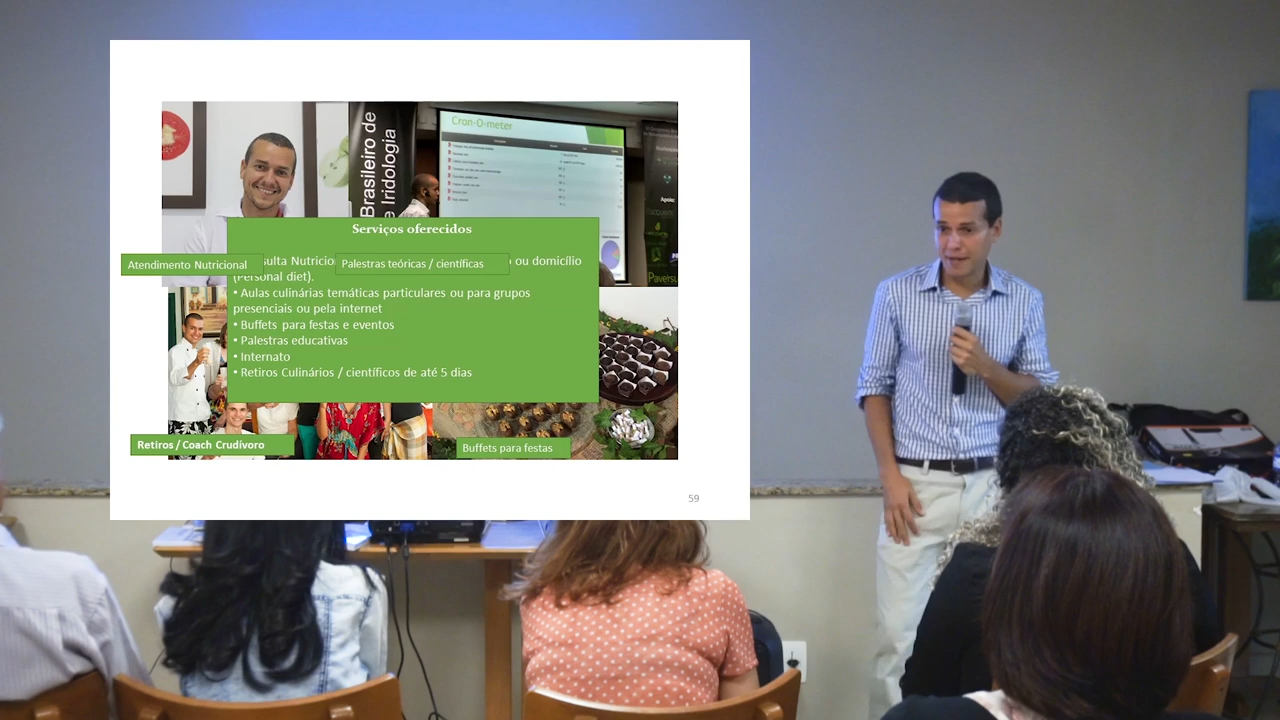 Brasileiro de
e Iridologia
Cron-O-meter
Apoio:
Serviços oferecidos
Atendimento Nutricional
Palestras teóricas / científicas
ou domicílio
(Personal diet).
• Aulas culinárias temáticas particulares ou para grupos
presenciais ou pela internet
• Buffets para festas e eventos
• Palestras educativas
• Internato
• Retiros Culinários / científicos de até 5 dias
Retiros / Coach Crudívoro
Buffets para festas
59